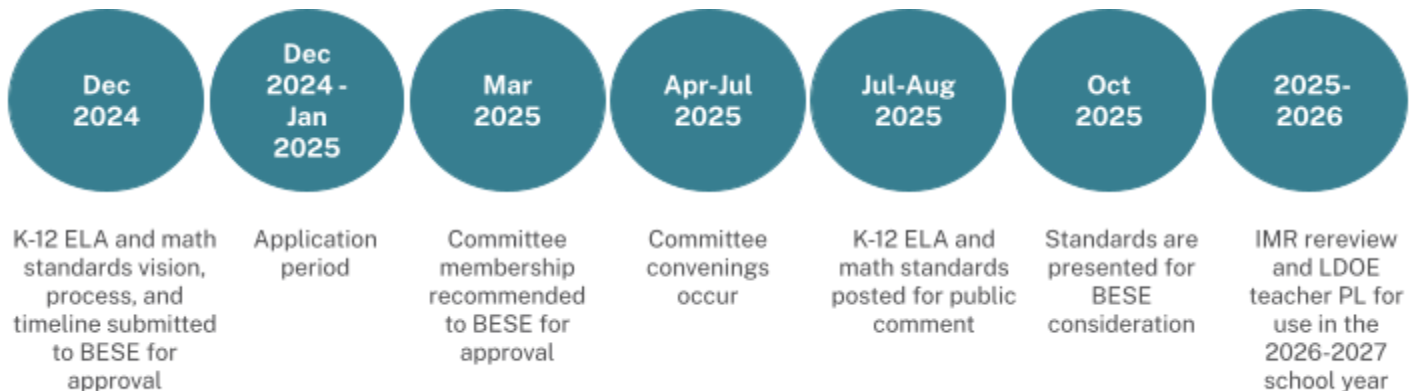 Dec
2024
Dec
2024 -
Jan
2025
Mar
2025
Apr-Jul
2025
Jul-Aug
2025
Oct
2025
2025-
2026
K-12 ELA and math
standards vision,
process, and
timeline submitted
to BESE for
approval
Application
period
Committee
membership
recommended
to BESE for
approval
Committee
convenings
occur
K-12 ELA and
math standards
posted for public
comment
Standards are
presented for
BESE
consideration
IMR rereview
and LDOE
teacher PL for
use in the
2026-2027
school year